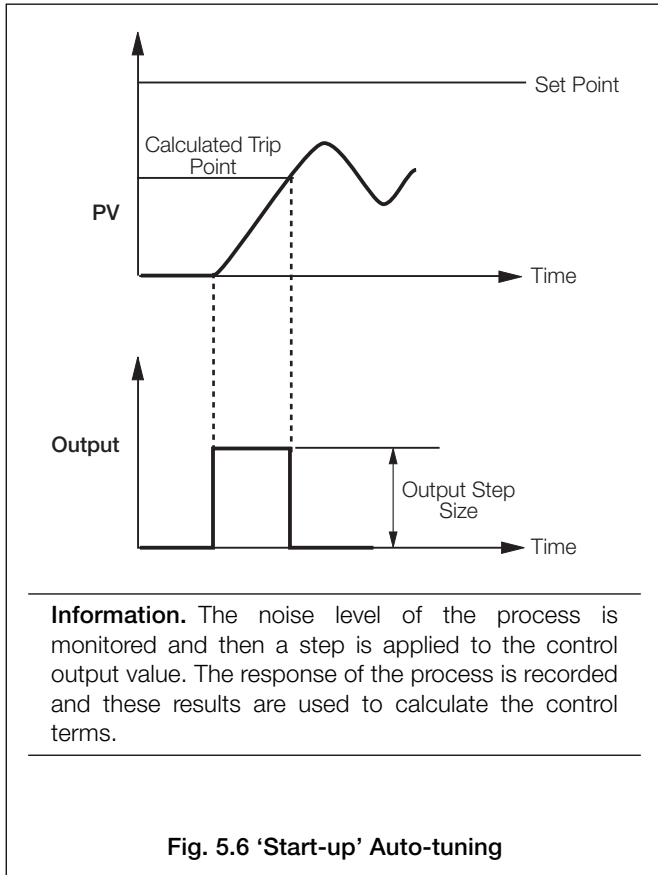 Set Point
Calculated Trip
Point
PV
Time
Output
Output Step
Size
Time
Information. The noise level of the process is
monitored and then a step is applied to the control
output value. The response of the process is recorded
and these results are used to calculate the control
terms.
Fig. 5.6 ‘Start-up’ Auto-tuning